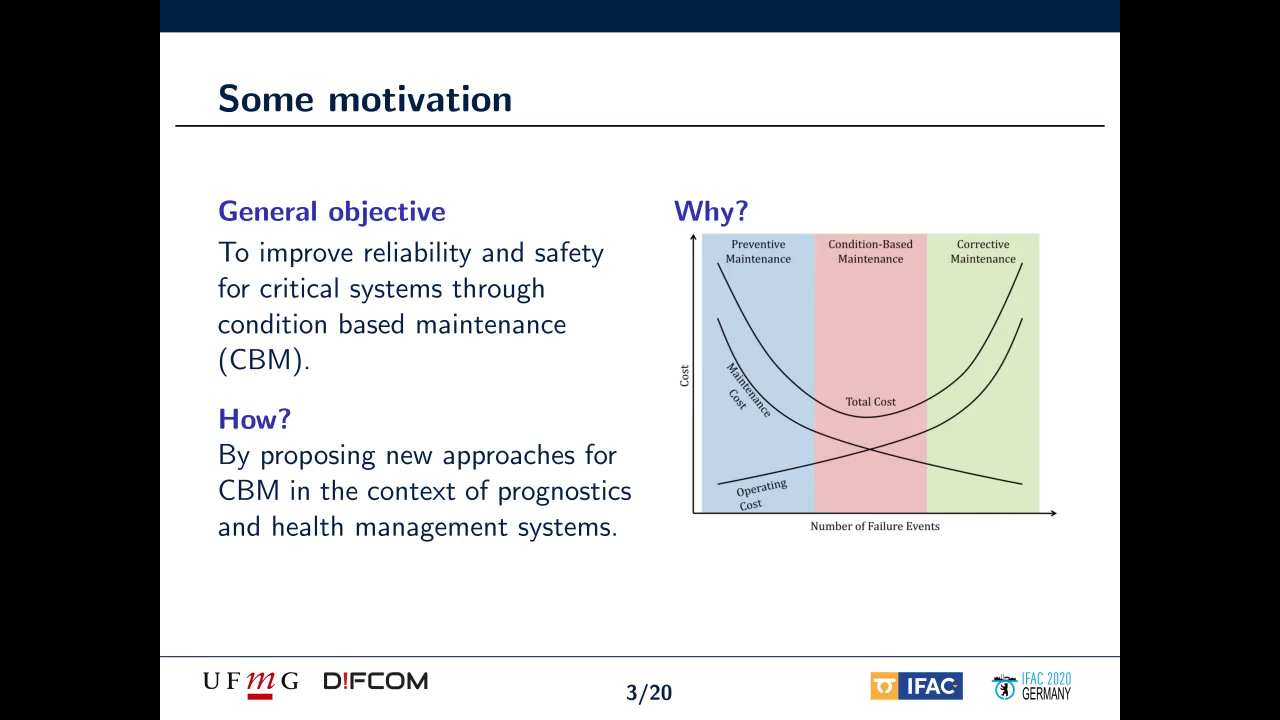 Some motivation
General objective
To improve reliability and safety
for critical systems through
condition based maintenance
(CBM).
How?
By proposing new approaches for
CBM in the context of prognostics
and health management systems.
Why?
Preventive
Maintenance
Condition-Based
Maintenance
Corrective
Maintenance
Cost
Maintenance
Cost
Total Cost
Operating
Cost
Number of Failure Events
UFmG
D!FCOM
3/20
IFAC
IFAC 2020
GERMANY